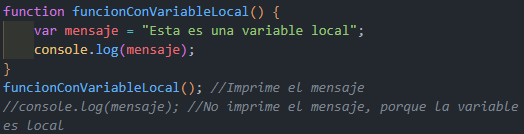 function funcionConVariableLocal() {
    var mensaje = "Esta es una variable local";
    console.log(mensaje);
}
funcionConVariableLocal(); //Imprime el mensaje
//console.log(mensaje); //No imprime el mensaje, porque la variable
es local